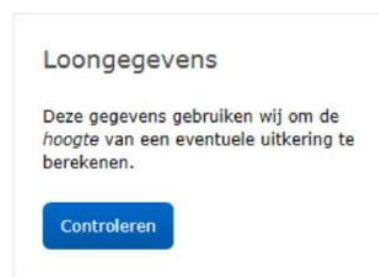 Loongegevens
Deze gegevens gebruiken wij om de
hoogte van een eventuele uitkering te
berekenen.
Controleren